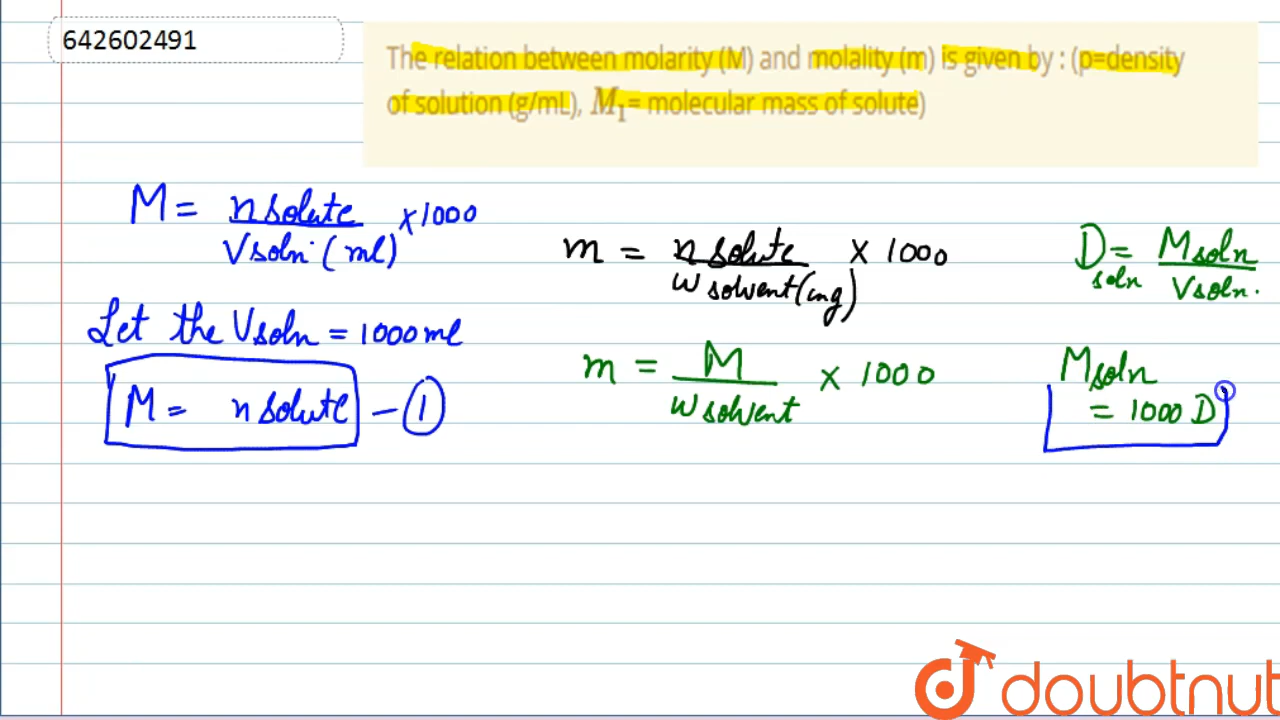 642602491
The relation between molarity (M) and molality (m) is given by : (p=density
of solution (g/mL), M₁= molecular mass of solute)
M = n solute / V soln. (ml) × 1000
Let the V soln = 1000 ml
M = n solute – ①
m = n solute / w solvent (in g) × 1000
m = M / w solvent × 1000
D soln = M soln / V soln.
M soln
= 1000 D
doubtnut